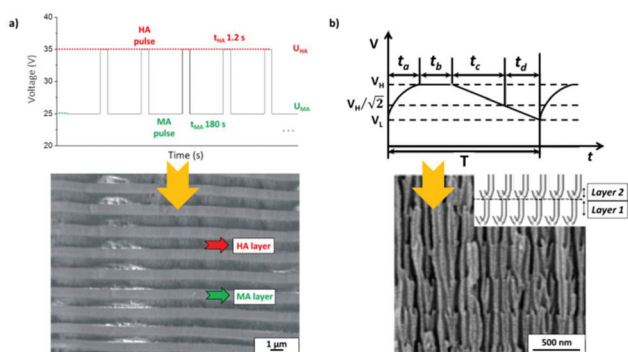 a)
40
35
30
25
20
Voltage (V)
HA
pulse
t_HA 1.2 s
U_HA
MA
pulse
t_MA 180 s
U_MA
...
Time (s)
HA layer
MA layer
1 μm
b)
V
t_a
t_b
t_c
t_d
V_H
V_H/√2
V_L
T
t
Layer 2
Layer 1
500 nm